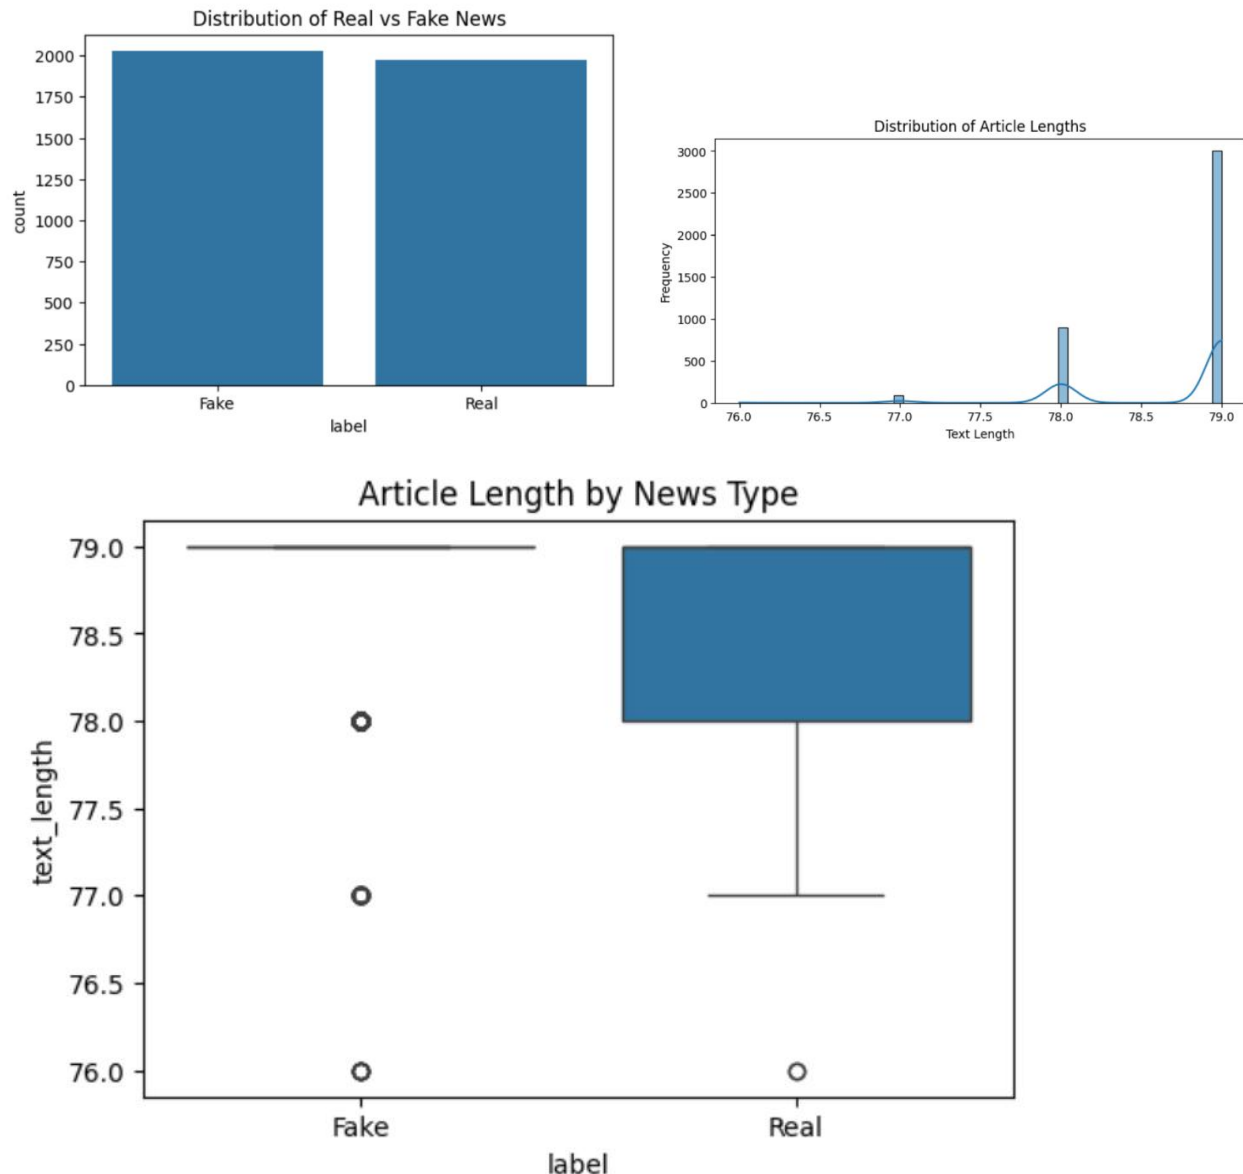 Distribution of Real vs Fake News
2000
1750
1500
1250
1000
750
500
250
0
count
Fake Real
label
Distribution of Article Lengths
3000
2500
2000
1500
1000
500
0
Frequency
76.0 76.5 77.0 77.5 78.0 78.5 79.0
Text Length
Article Length by News Type
79.0
78.5
78.0
77.5
77.0
76.5
76.0
text_length
Fake Real
label